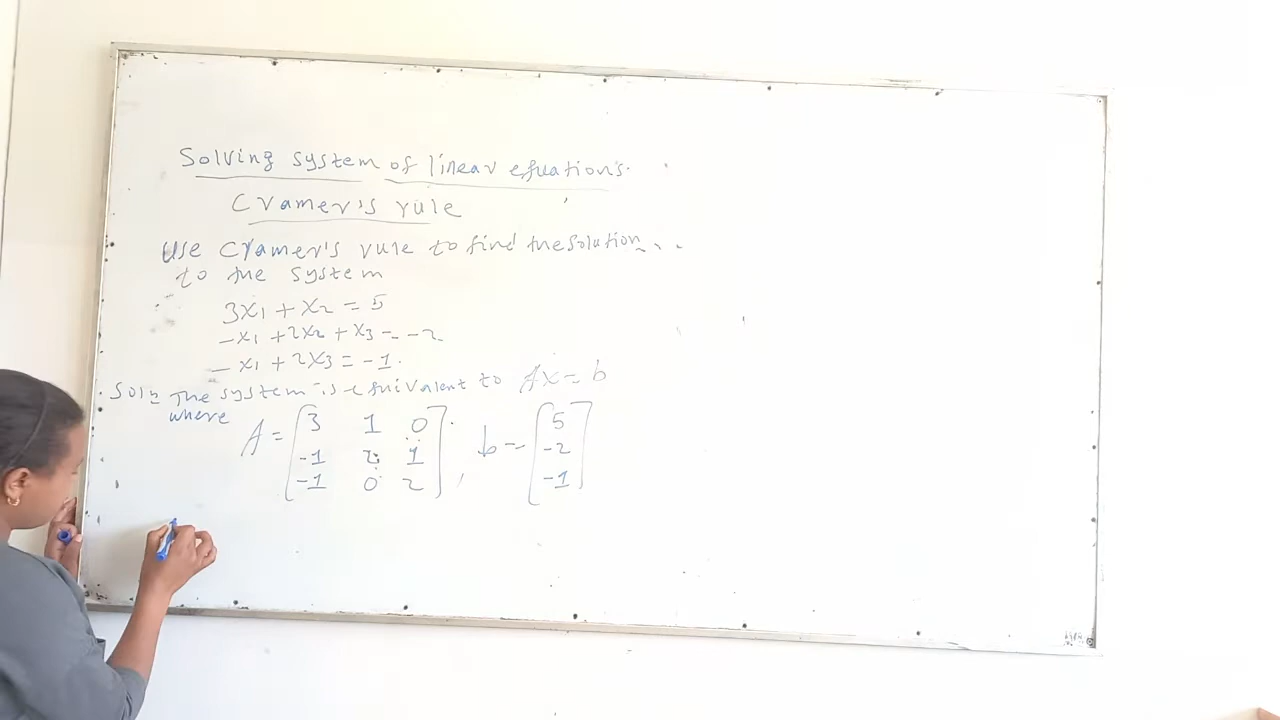 Solving system of linear equations.
Cramer's rule
Use Cramer's rule to find the solution...
to the system
3x₁ + x₂ = 5
-x₁ + 2x₂ + x₃ = -2
-x₁ + 2x₃ = -1.
Soln The system is equivalent to Ax = b
where
A = [3 1 0
-1 2 1
-1 0 2], b = [5
-2
-1]